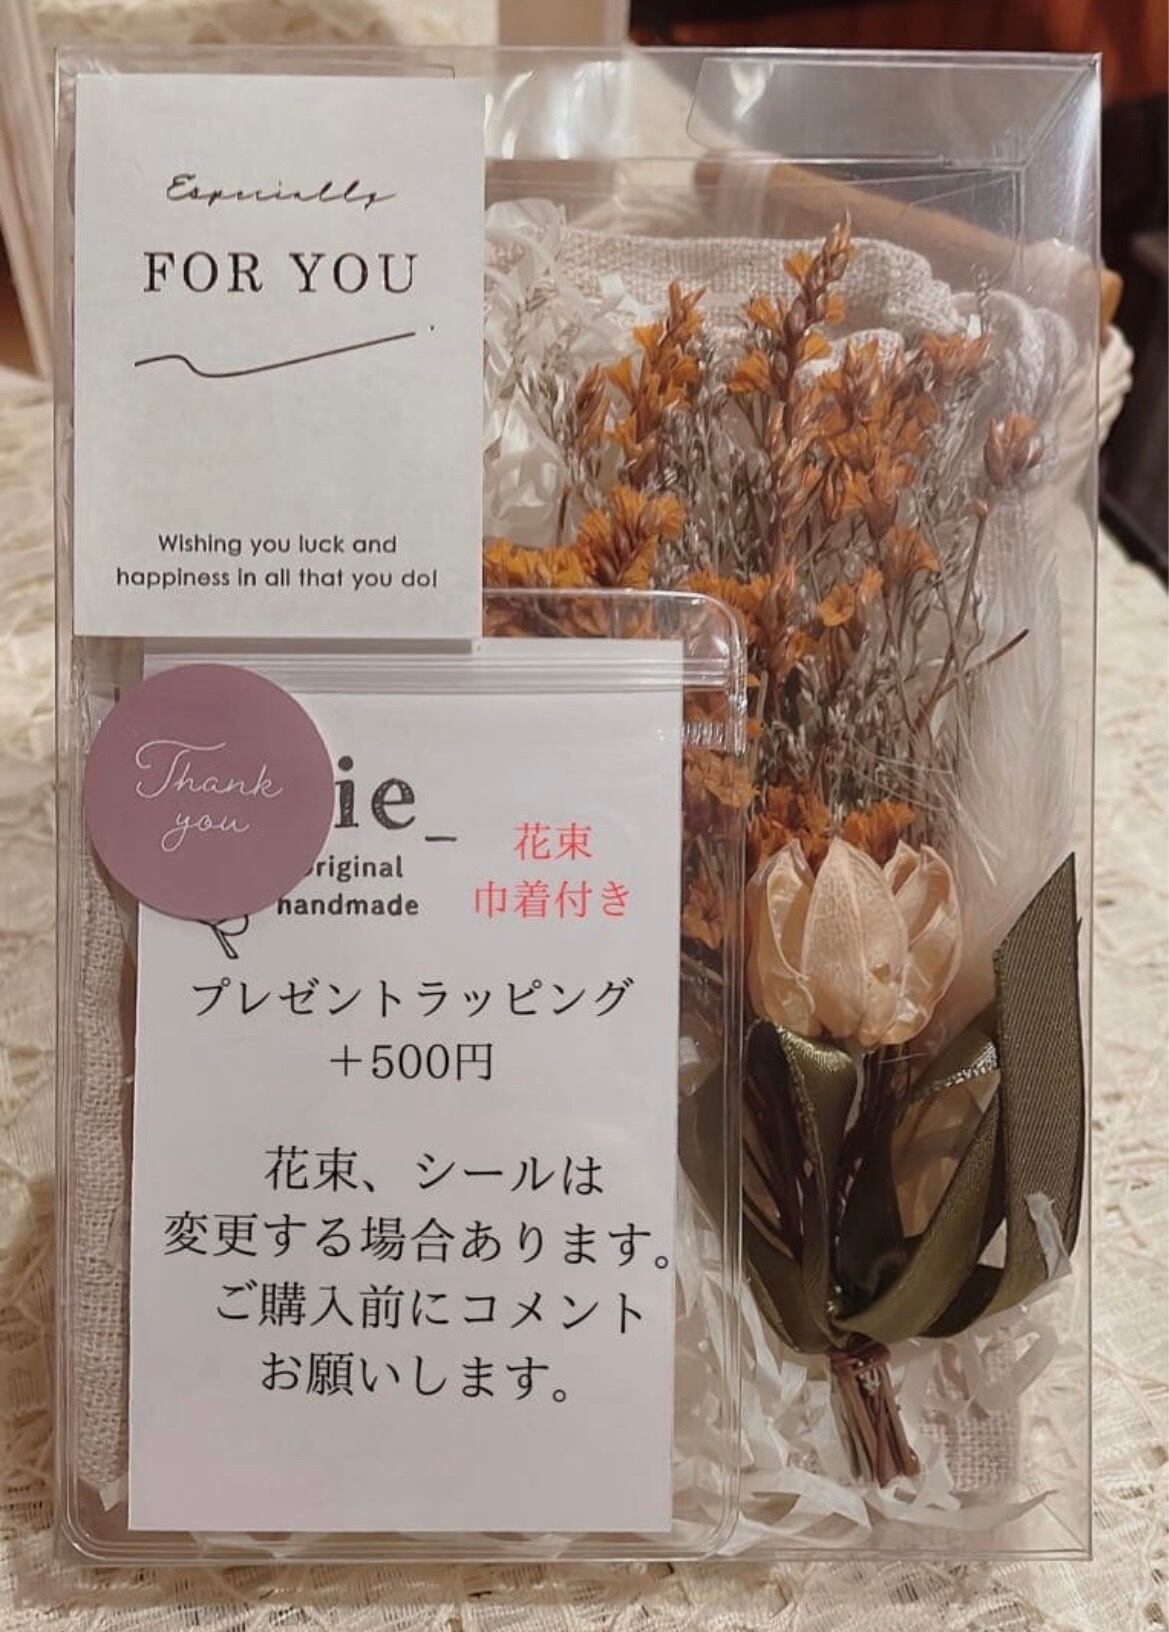 Especially
FOR YOU
Wishing you luck and
happiness in all that you do!
Thank
you
ie_
original
handmade
花束
巾着付き
プレゼントラッピング
＋500円
花束、シールは
変更する場合あります。
ご購入前にコメント
お願いします。